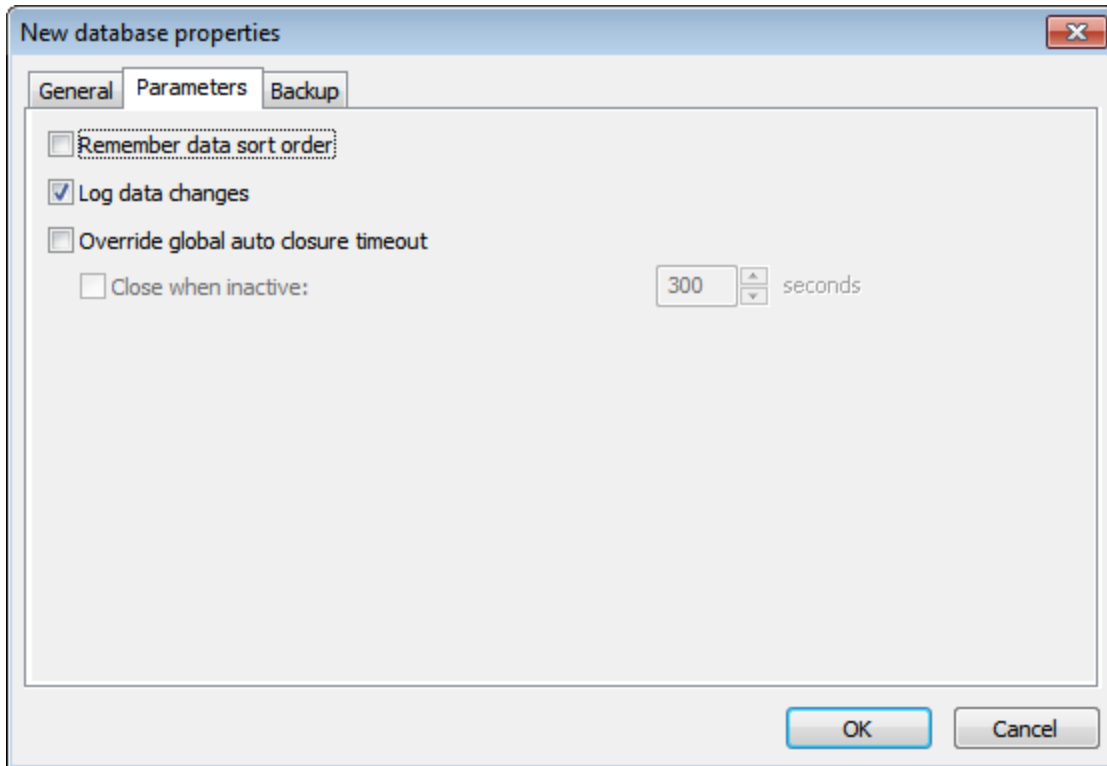 New database properties
General Parameters Backup
Remember data sort order
Log data changes
Override global auto closure timeout
Close when inactive: 300 seconds
OK Cancel